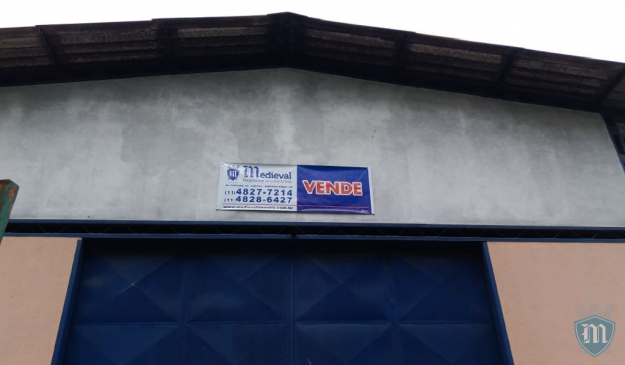 Medieval
(11) 4827-7214
(11) 4828-6427
VENDE
M